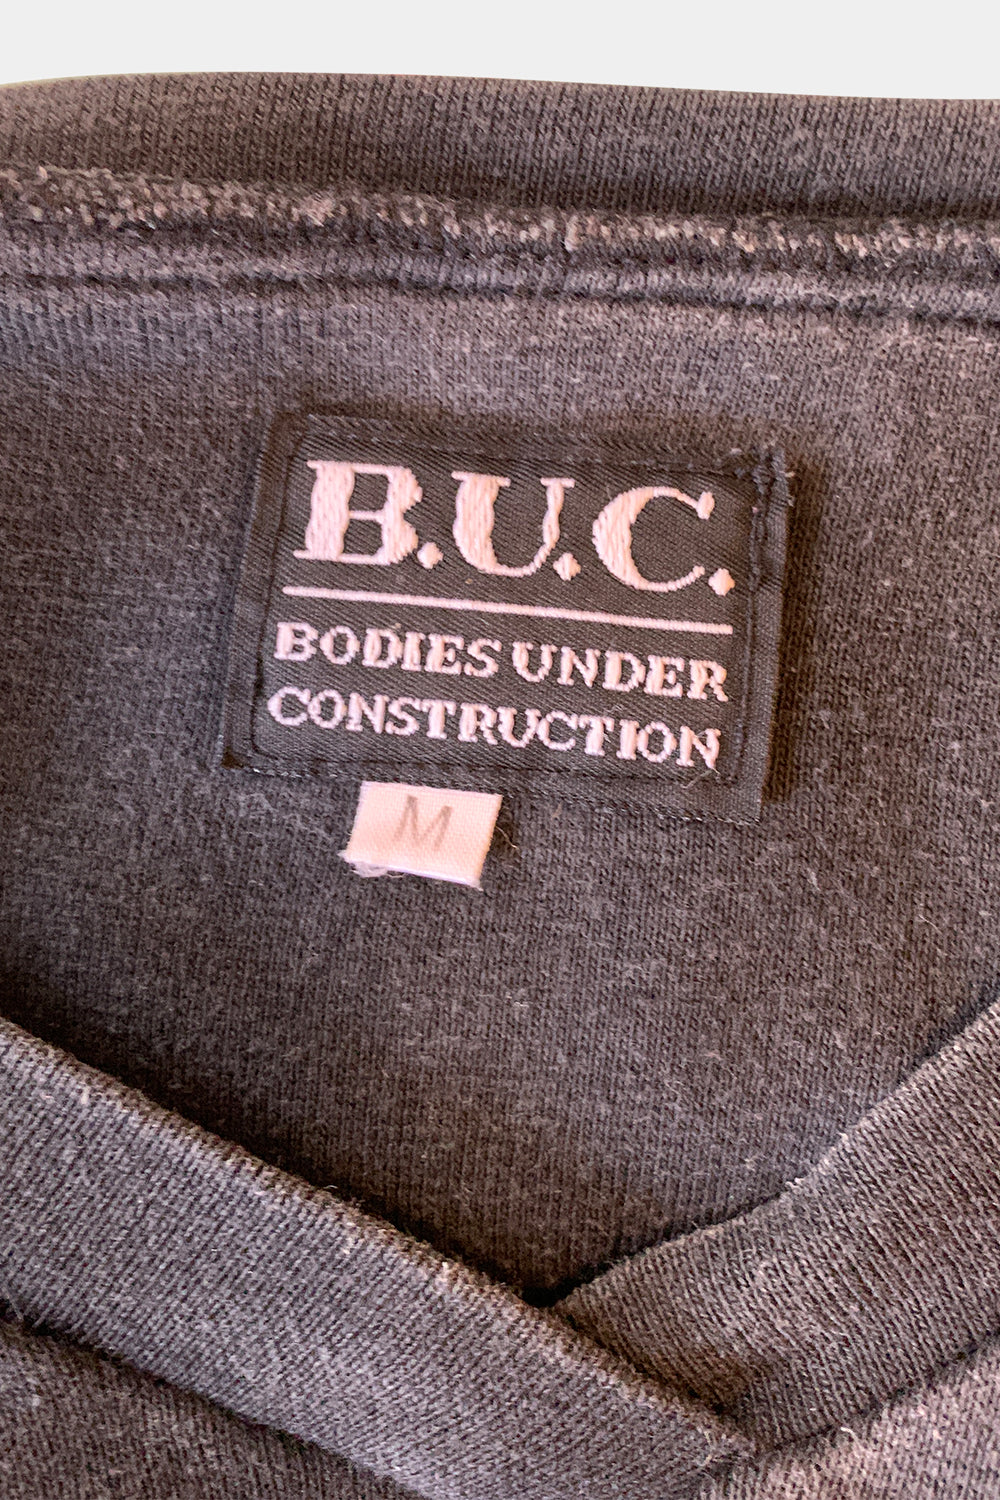 B.U.C.
BODIES UNDER
CONSTRUCTION
M